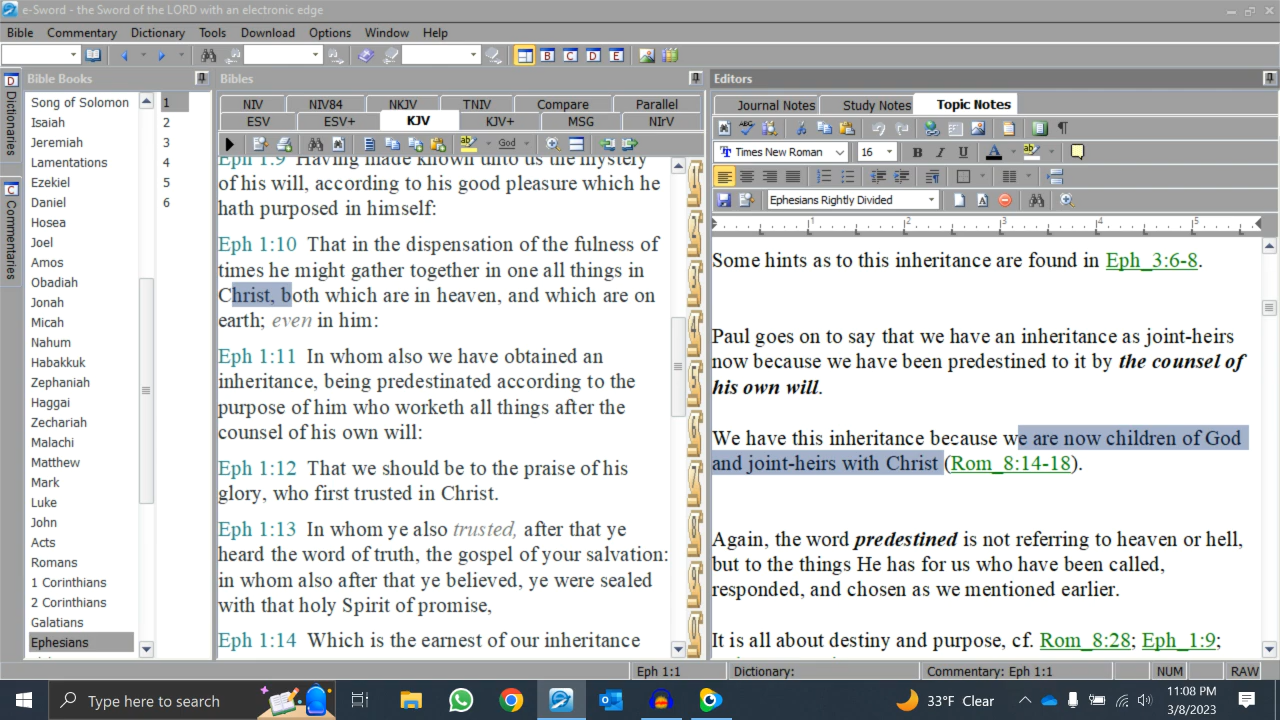 e-Sword - the Sword of the LORD with an electronic edge
Bible Commentary Dictionary Tools Download Options Window Help
B C D E
Dictionaries
Commentaries
Bible Books
Song of Solomon
Isaiah
Jeremiah
Lamentations
Ezekiel
Daniel
Hosea
Joel
Amos
Obadiah
Jonah
Micah
Nahum
Habakkuk
Zephaniah
Haggai
Zechariah
Malachi
Matthew
Mark
Luke
John
Acts
Romans
1 Corinthians
2 Corinthians
Galatians
Ephesians
1
2
3
4
5
6
Bibles
NIV NIV84 NKJV TNIV Compare Parallel
ESV ESV+ KJV KJV+ MSG NIrV
God
Eph 1:9 Having made known unto us the mystery
of his will, according to his good pleasure which he
hath purposed in himself:
Eph 1:10 That in the dispensation of the fulness of
times he might gather together in one all things in
Christ, both which are in heaven, and which are on
earth; even in him:
Eph 1:11 In whom also we have obtained an
inheritance, being predestinated according to the
purpose of him who worketh all things after the
counsel of his own will:
Eph 1:12 That we should be to the praise of his
glory, who first trusted in Christ.
Eph 1:13 In whom ye also trusted, after that ye
heard the word of truth, the gospel of your salvation:
in whom also after that ye believed, ye were sealed
with that holy Spirit of promise,
Eph 1:14 Which is the earnest of our inheritance
1
2
3
4
5
6
7
8
9
Editors
Journal Notes Study Notes Topic Notes
Times New Roman 16 B I U A ab
Ephesians Rightly Divided
1 2 3 4 5
Some hints as to this inheritance are found in Eph_3:6-8.
Paul goes on to say that we have an inheritance as joint-heirs
now because we have been predestined to it by the counsel of
his own will.
We have this inheritance because we are now children of God
and joint-heirs with Christ (Rom_8:14-18).
Again, the word predestined is not referring to heaven or hell,
but to the things He has for us who have been called,
responded, and chosen as we mentioned earlier.
It is all about destiny and purpose, cf. Rom_8:28; Eph_1:9;
Eph 1:1 Dictionary: Commentary: Eph 1:1 NUM RAW
Type here to search
33°F Clear
11:08 PM
3/8/2023